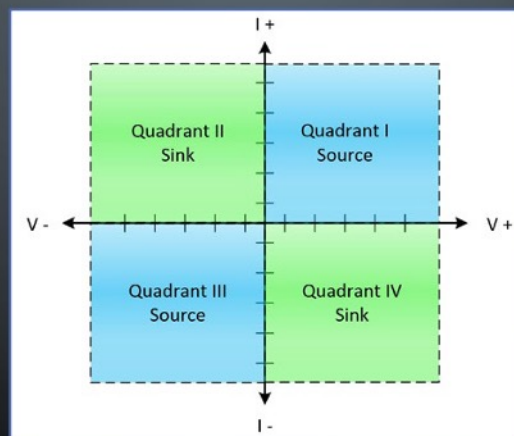 I +
Quadrant II
Sink
Quadrant I
Source
V -
V +
Quadrant III
Source
Quadrant IV
Sink
I -